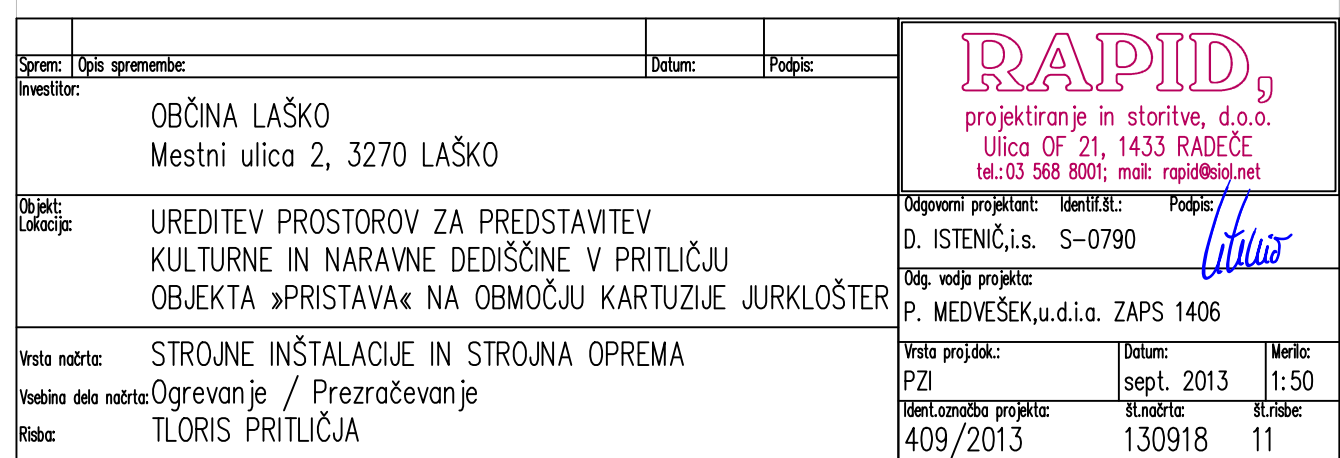 Sprem: Opis spremembe: Datum: Podpis:
Investitor:
OBČINA LAŠKO
Mestni ulica 2, 3270 LAŠKO
Objekt:
Lokacija:
UREDITEV PROSTOROV ZA PREDSTAVITEV
KULTURNE IN NARAVNE DEDIŠČINE V PRITLIČJU
OBJEKTA »PRISTAVA« NA OBMOČJU KARTUZIJE JURKLOŠTER
Vrsta načrta: STROJNE INŠTALACIJE IN STROJNA OPREMA
Vsebina dela načrta: Ogrevanje / Prezračevanje
Risba: TLORIS PRITLIČJA
RAPID,
projektiranje in storitve, d.o.o.
Ulica OF 21, 1433 RADEČE
tel.: 03 568 8001; mail: rapid@siol.net
Odgovorni projektant: Identif.št.: Podpis:
D. ISTENIČ,i.s. S-0790
Odg. vodja projekta:
P. MEDVEŠEK,u.d.i.a. ZAPS 1406
Vrsta proj.dok.: Datum: Merilo:
PZI sept. 2013 1:50
Ident.označba projekta: št.načrta: št.risbe:
409/2013 130918 11